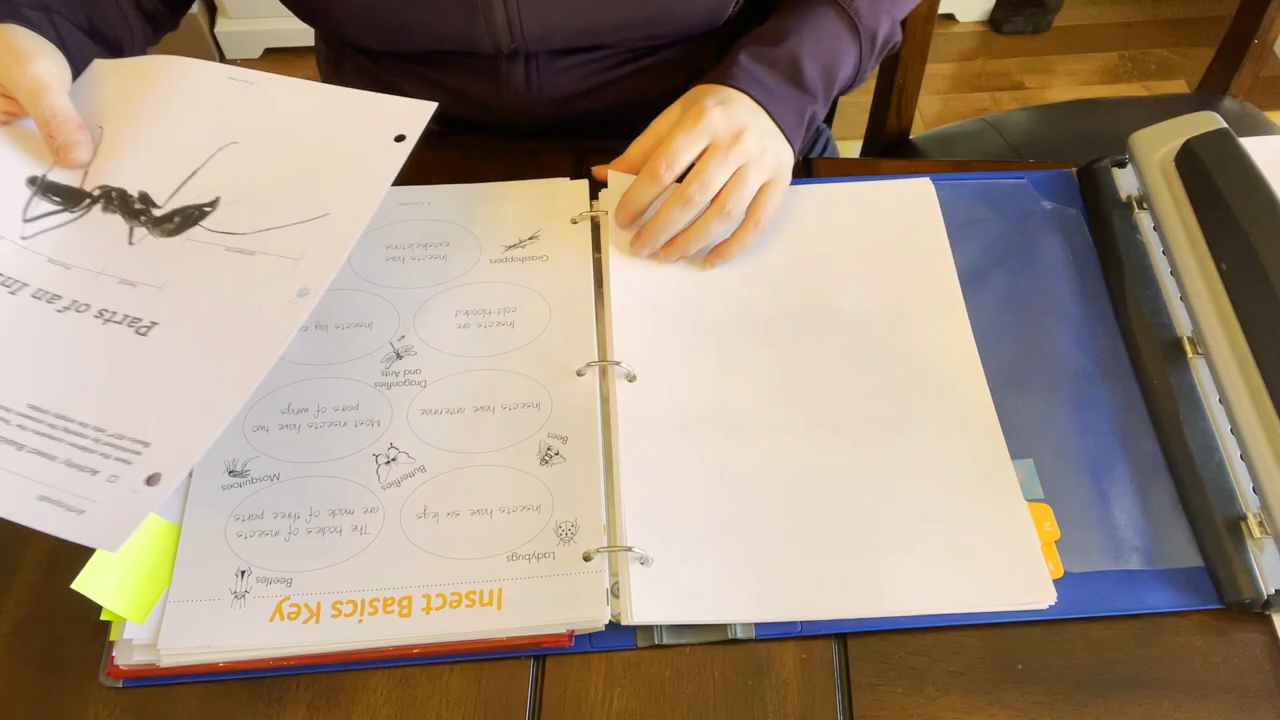 Insect Basics Key
Beetles
Ladybugs
The bodies of insects
are made of three parts
Insects have six legs
Mosquitoes
Butterflies
Bees
Most insects have two
pairs of wings
Insects have antennae
Dragonflies
and Ants
Insects lay
Insects are
cold-blooded
Insects have
exoskeletons
Grasshoppers
Parts of an In
2
1